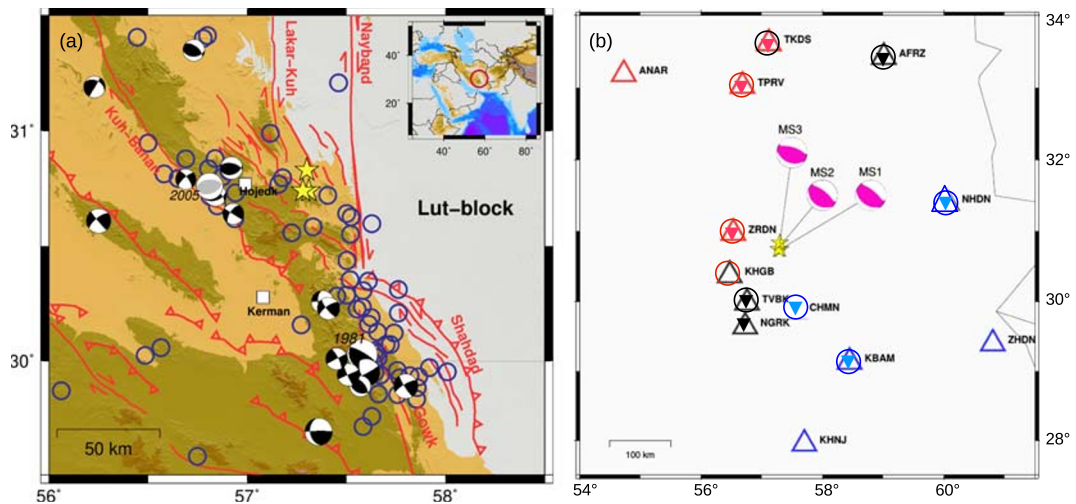 (a)
Lakar-Kuh
Nayband
40°
20°
40° 60° 80°
31°
Kuh-Banan
2005
Hojedk
Lut-block
Kerman
1981
Shahdad
30°
Gowk
50 km
56° 57° 58°
(b)
34°
TKDS
AFRZ
ANAR
TPRV
MS3
MS2
MS1
32°
NHDN
ZRDN
KHGB
TVBK
CHMN
30°
NGRK
ZHDN
KBAM
KHNJ
28°
100 km
54° 56° 58° 60°